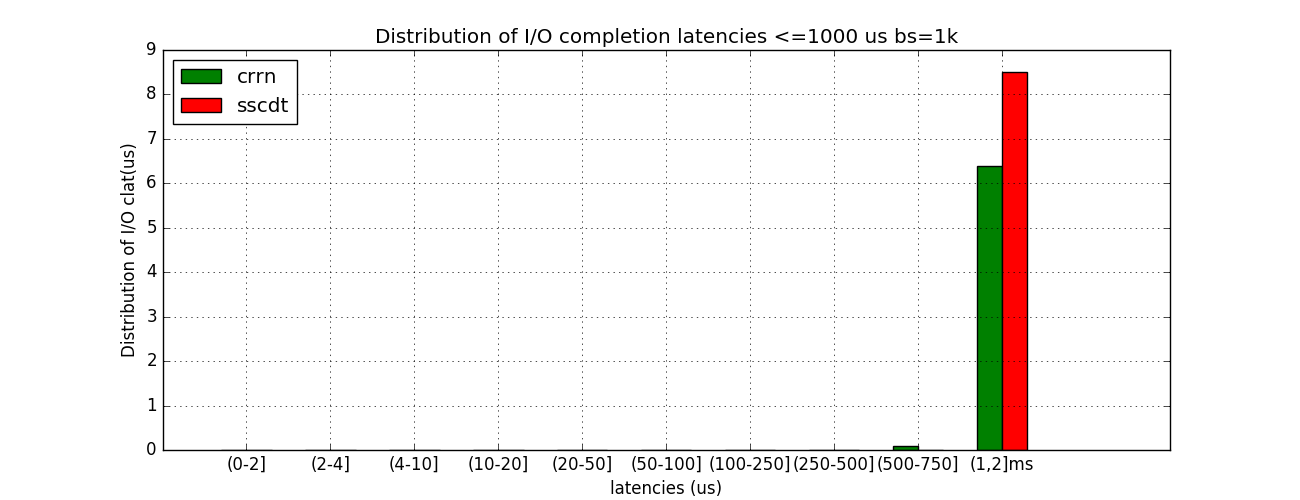 Distribution of I/O completion latencies <=1000 us bs=1k
9
8
7
6
5
4
3
2
1
0
crrn
sscdt
Distribution of I/O clat(us)
(0-2] (2-4] (4-10] (10-20] (20-50] (50-100] (100-250] (250-500] (500-750] (1,2]ms
latencies (us)